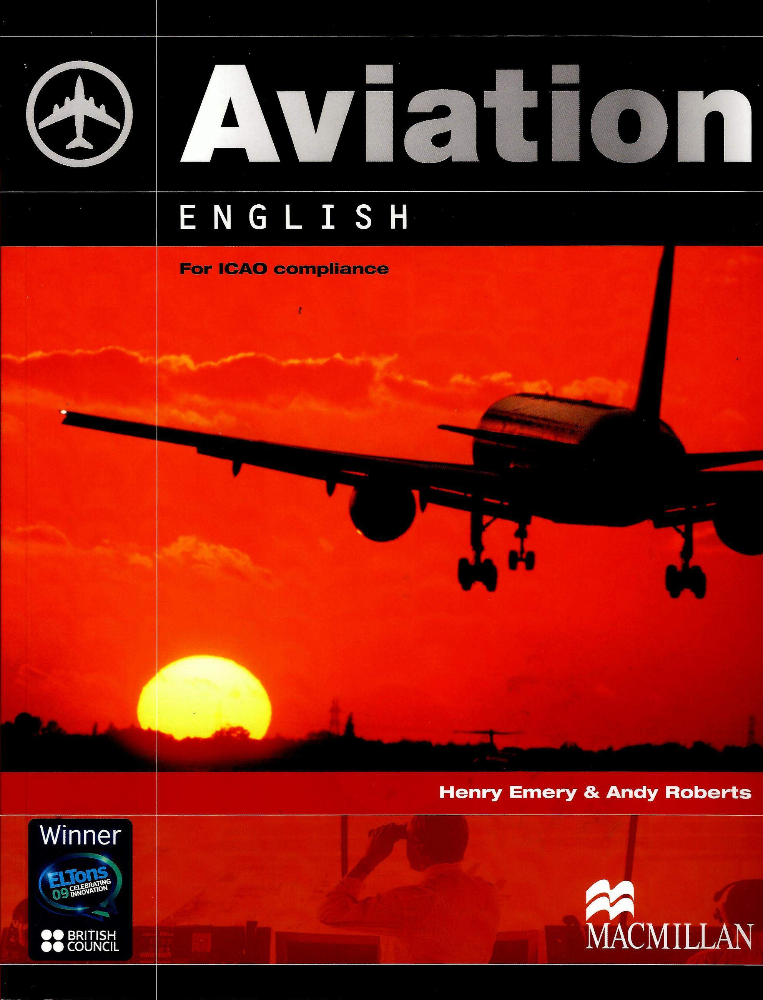 Aviation
ENGLISH
For ICAO compliance
Henry Emery & Andy Roberts
Winner
ELTons
09 CELEBRATING
INNOVATION
BRITISH
COUNCIL
MACMILLAN